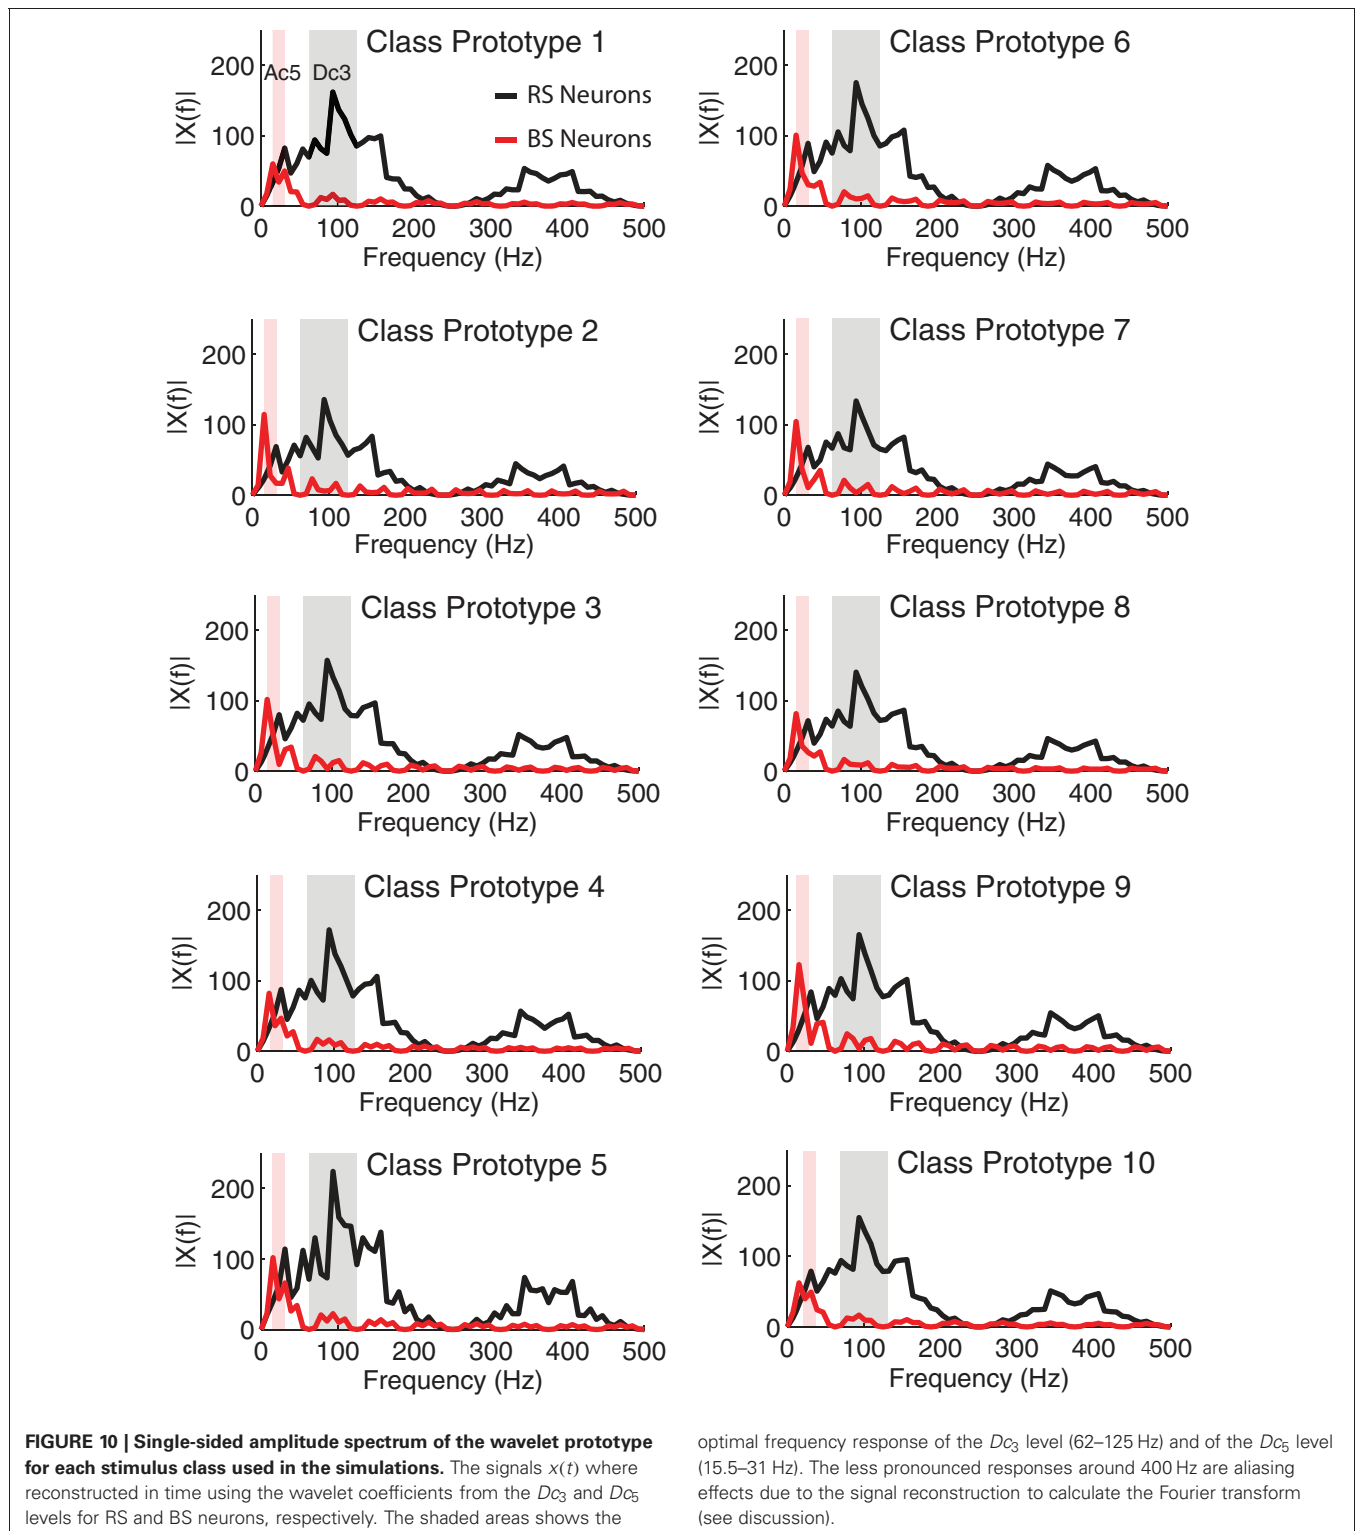 Class Prototype 1
200
Ac5
Dc3
RS Neurons
BS Neurons
100
0
|X(f)|
0 100 200 300 400 500
Frequency (Hz)
Class Prototype 2
200
100
0
|X(f)|
0 100 200 300 400 500
Frequency (Hz)
Class Prototype 3
200
100
0
|X(f)|
0 100 200 300 400 500
Frequency (Hz)
Class Prototype 4
200
100
0
|X(f)|
0 100 200 300 400 500
Frequency (Hz)
Class Prototype 5
200
100
0
|X(f)|
0 100 200 300 400 500
Frequency (Hz)
Class Prototype 6
200
100
0
|X(f)|
0 100 200 300 400 500
Frequency (Hz)
Class Prototype 7
200
100
0
|X(f)|
0 100 200 300 400 500
Frequency (Hz)
Class Prototype 8
200
100
0
|X(f)|
0 100 200 300 400 500
Frequency (Hz)
Class Prototype 9
200
100
0
|X(f)|
0 100 200 300 400 500
Frequency (Hz)
Class Prototype 10
200
100
0
|X(f)|
0 100 200 300 400 500
Frequency (Hz)
FIGURE 10 | Single-sided amplitude spectrum of the wavelet prototype
for each stimulus class used in the simulations. The signals x(t) where
reconstructed in time using the wavelet coefficients from the Dc3 and Dc5
levels for RS and BS neurons, respectively. The shaded areas shows the
optimal frequency response of the Dc3 level (62–125 Hz) and of the Dc5 level
(15.5–31 Hz). The less pronounced responses around 400 Hz are aliasing
effects due to the signal reconstruction to calculate the Fourier transform
(see discussion).